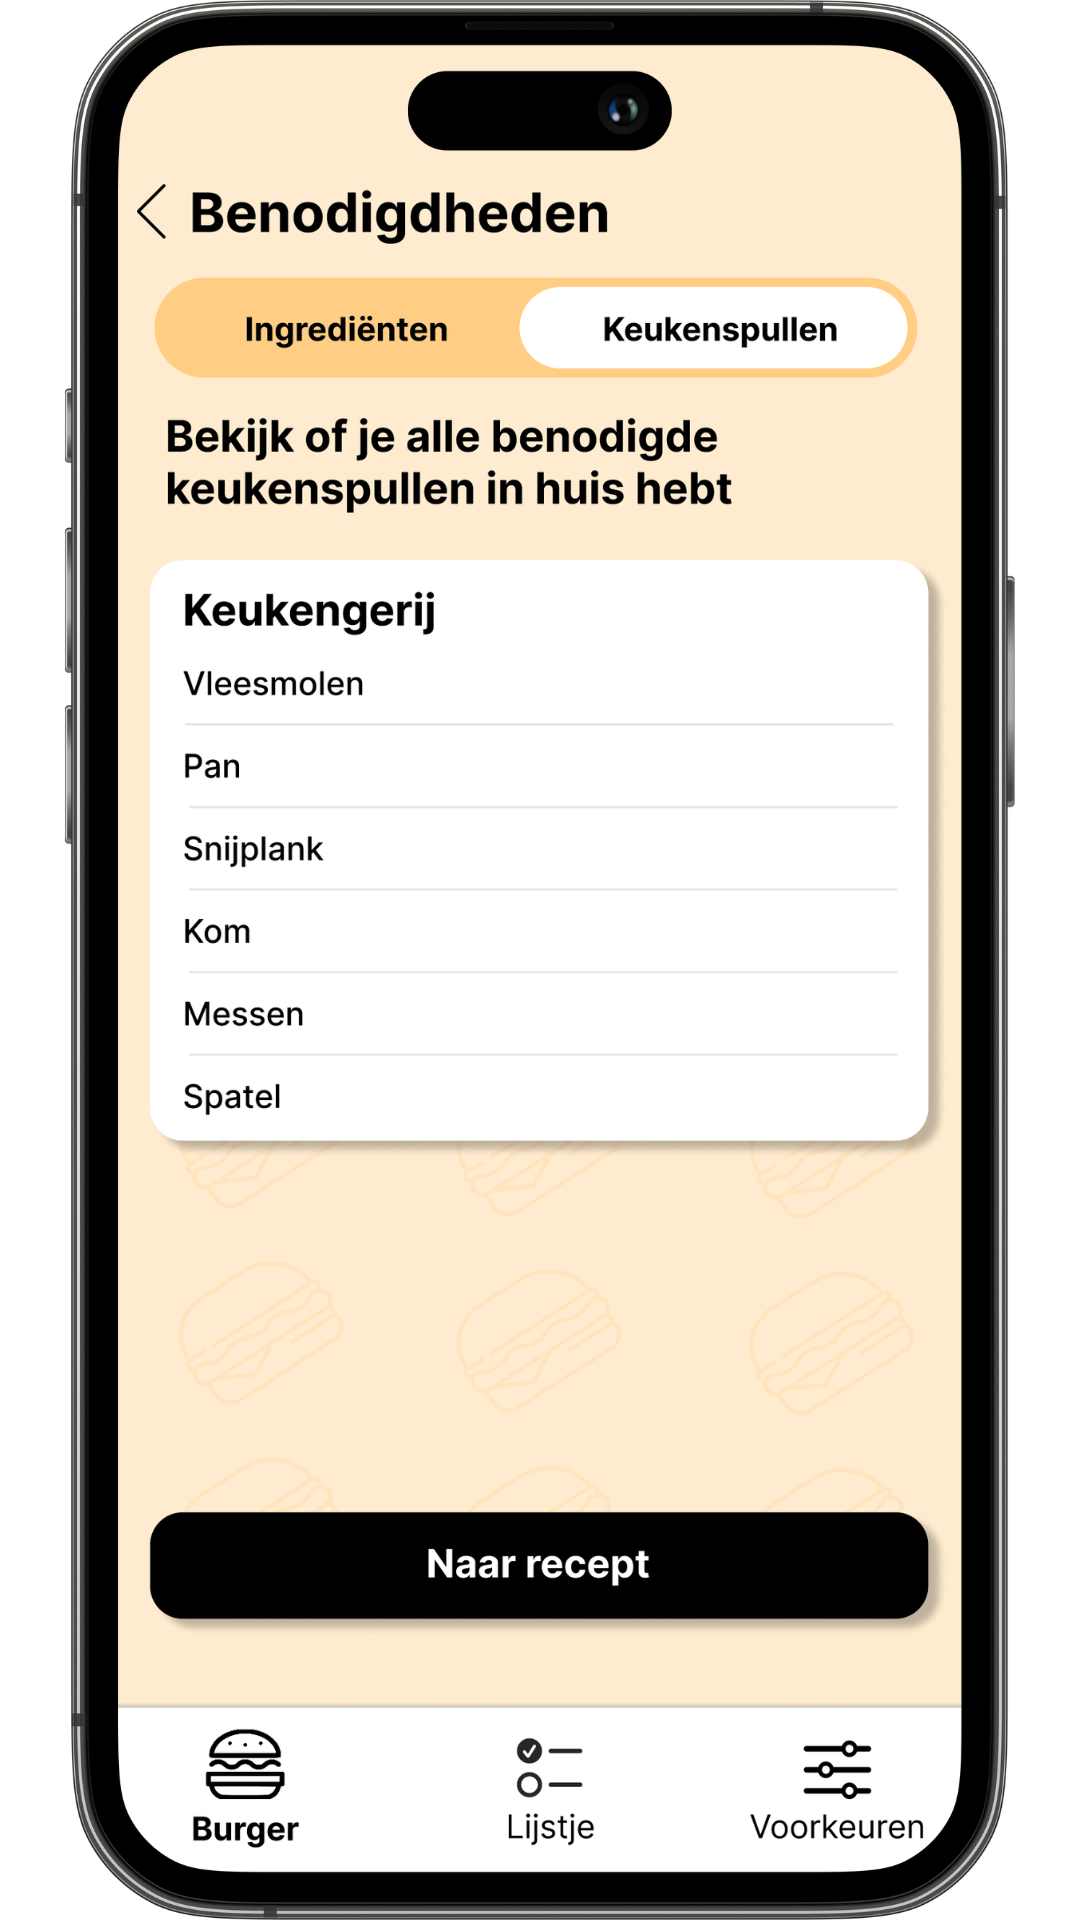 Benodigdheden
Ingrediënten
Keukenspullen
Bekijk of je alle benodigde
keukenspullen in huis hebt
Keukengerij
Vleesmolen
Pan
Snijplank
Kom
Messen
Spatel
Naar recept
Burger
Lijstje
Voorkeuren